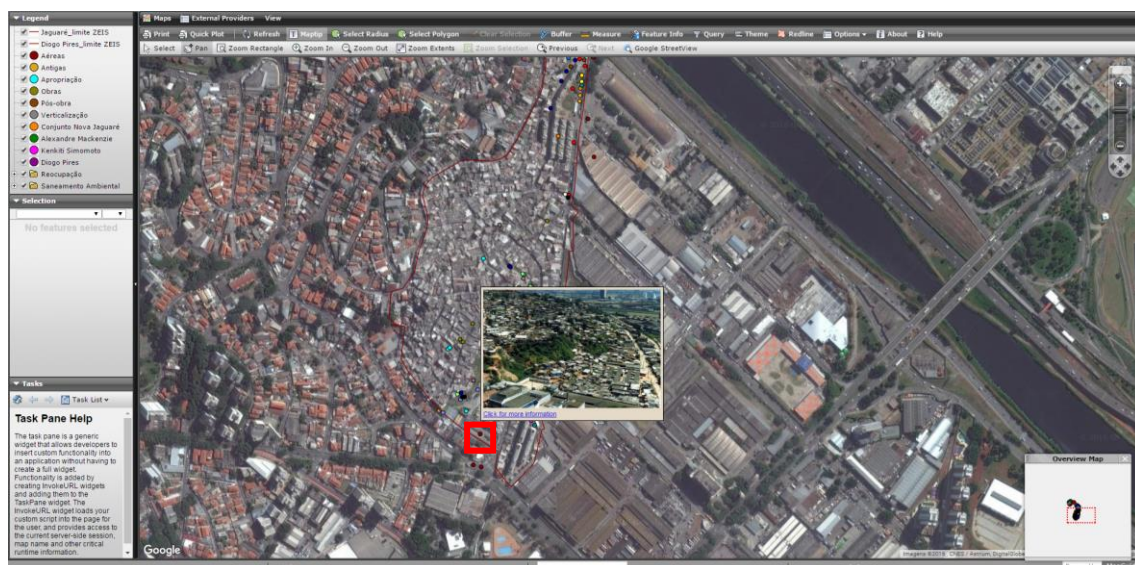 Legend
Jaguaré_limite ZEIS
Diogo Pires_limite ZEIS
Aéreas
Antigas
Apropriação
Obras
Pós-obra
Verticalização
Conjunto Nova Jaguaré
Alexandre Mackenzie
Kenkiti Simomoto
Diogo Pires
Reocupação
Saneamento Ambiental
Selection
No features selected
Tasks
Task List
Task Pane Help
The task pane is a generic
widget that allows developers to
insert custom functionality into
an application without having to
create a full widget.
Functionality is added by
creating InvokeURL widgets
and adding them to the
TaskPane widget. The
InvokeURL widget loads your
custom script into the page for
the user, and provides access to
the current server-side session,
map name and other critical
runtime information.
Maps External Providers View
Print Quick Plot Refresh Maptip Select Radius Select Polygon Clear Selection Buffer Measure Feature Info Query Theme Redline Options About Help
Select Pan Zoom Rectangle Zoom In Zoom Out Zoom Extents Zoom Selection Previous Next Google StreetView
Click for more information
Overview Map
Google